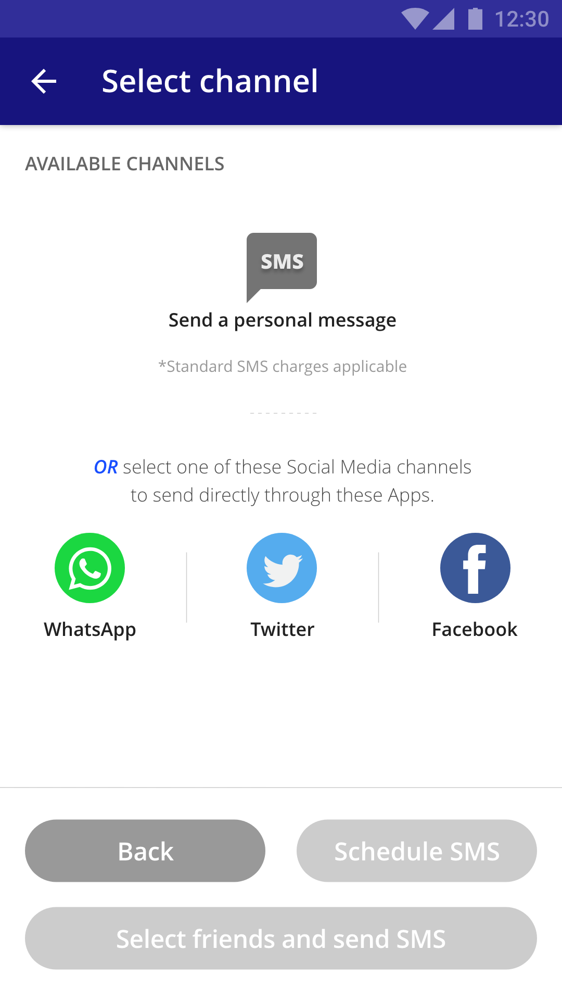 12:30
Select channel
AVAILABLE CHANNELS
SMS
Send a personal message
*Standard SMS charges applicable
OR select one of these Social Media channels
to send directly through these Apps.
WhatsApp Twitter Facebook
Back Schedule SMS
Select friends and send SMS